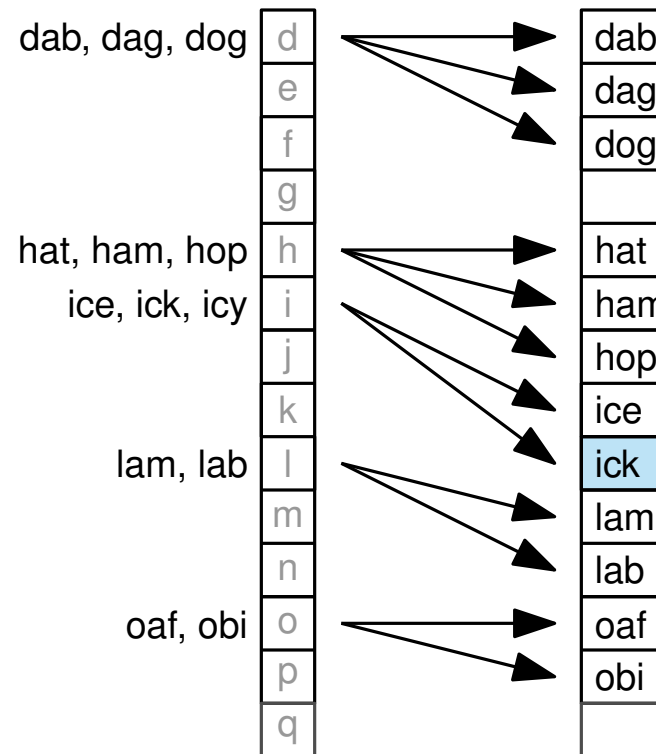 dab, dag, dog d dab
e dag
f dog
g
hat, ham, hop h hat
ice, ick, icy i ham
j hop
k ice
lam, lab l ick
m lam
n lab
oaf, obi o oaf
p obi
q